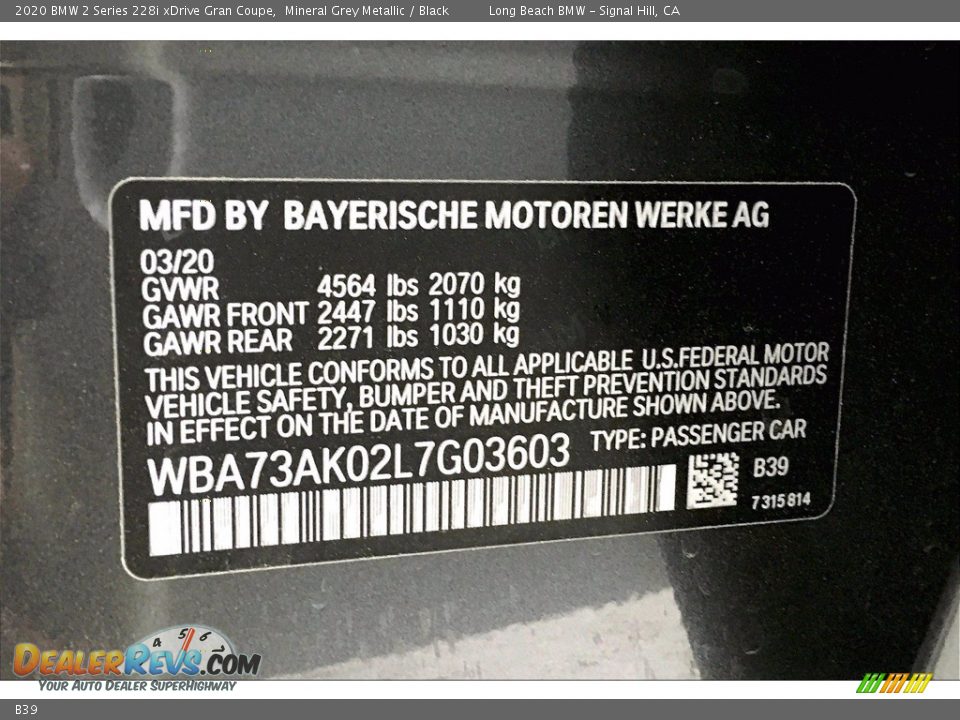 2020 BMW 2 Series 228i xDrive Gran Coupe, Mineral Grey Metallic / Black Long Beach BMW - Signal Hill, CA
MFD BY BAYERISCHE MOTOREN WERKE AG
03/20
GVWR 4564 lbs 2070 kg
GAWR FRONT 2447 lbs 1110 kg
GAWR REAR 2271 lbs 1030 kg
THIS VEHICLE CONFORMS TO ALL APPLICABLE U.S.FEDERAL MOTOR
VEHICLE SAFETY, BUMPER AND THEFT PREVENTION STANDARDS
IN EFFECT ON THE DATE OF MANUFACTURE SHOWN ABOVE.
WBA73AK02L7G03603 TYPE: PASSENGER CAR
B39
7315814
4 5 6
DEALERREVS.COM
YOUR AUTO DEALER SUPERHIGHWAY
B39